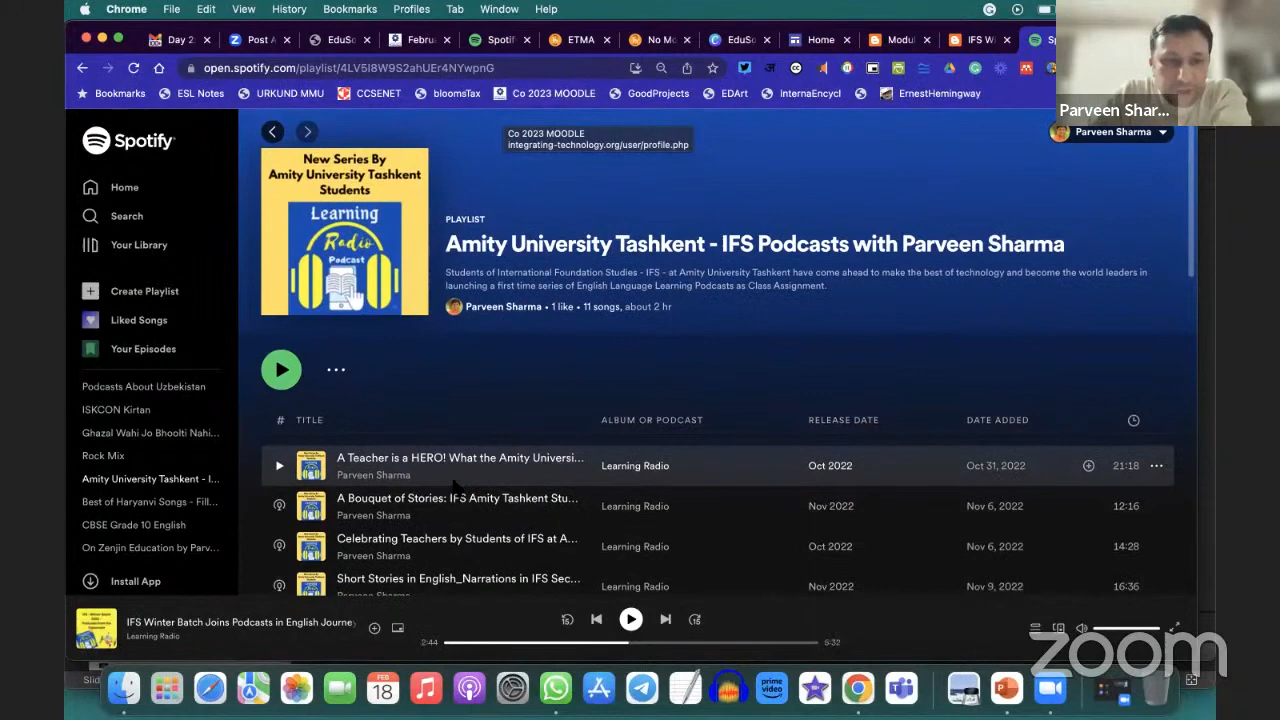 Chrome File Edit View History Bookmarks Profiles Tab Window Help
Day 2: Post A EduSo Februa Spotif ETMA No Mo EduSo Home Modul IFS W Sp
open.spotify.com/playlist/4LV5I8W9S2ahUEr4NYwpnG
Bookmarks ESL Notes URKUND MMU CCSENET bloomsTax Co 2023 MOODLE GoodProjects EDArt InternaEncycl ErnestHemingway
Parveen Shar...
Spotify
Co 2023 MOODLE
integrating-technology.org/user/profile.php
Parveen Sharma
Home
Search
Your Library
Create Playlist
Liked Songs
Your Episodes
Podcasts About Uzbekistan
ISKCON Kirtan
Ghazal Wahi Jo Bhoolti Nahi...
Rock Mix
Amity University Tashkent - I...
Best of Haryanvi Songs - Fill...
CBSE Grade 10 English
On Zenjin Education by Parv...
Install App
New Series By
Amity University Tashkent
Students
Learning
Radio
Podcast
PLAYLIST
Amity University Tashkent - IFS Podcasts with Parveen Sharma
Students of International Foundation Studies - IFS - at Amity University Tashkent have come ahead to make the best of technology and become the world leaders in
launching a first time series of English Language Learning Podcasts as Class Assignment.
Parveen Sharma • 1 like • 11 songs, about 2 hr
# TITLE ALBUM OR PODCAST RELEASE DATE DATE ADDED
A Teacher is a HERO! What the Amity Universi... Learning Radio Oct 2022 Oct 31, 2022 21:18
Parveen Sharma
A Bouquet of Stories: IFS Amity Tashkent Stu... Learning Radio Nov 2022 Nov 6, 2022 12:16
Parveen Sharma
Celebrating Teachers by Students of IFS at A... Learning Radio Oct 2022 Nov 6, 2022 14:28
Parveen Sharma
Short Stories in English_Narrations in IFS Sec... Learning Radio Nov 2022 Nov 9, 2022 16:36
Parveen Sharma
IFS Winter Batch Joins Podcasts in English Journe
Learning Radio
2:44 5:32
zoom
Slid
FEB
18
prime
video